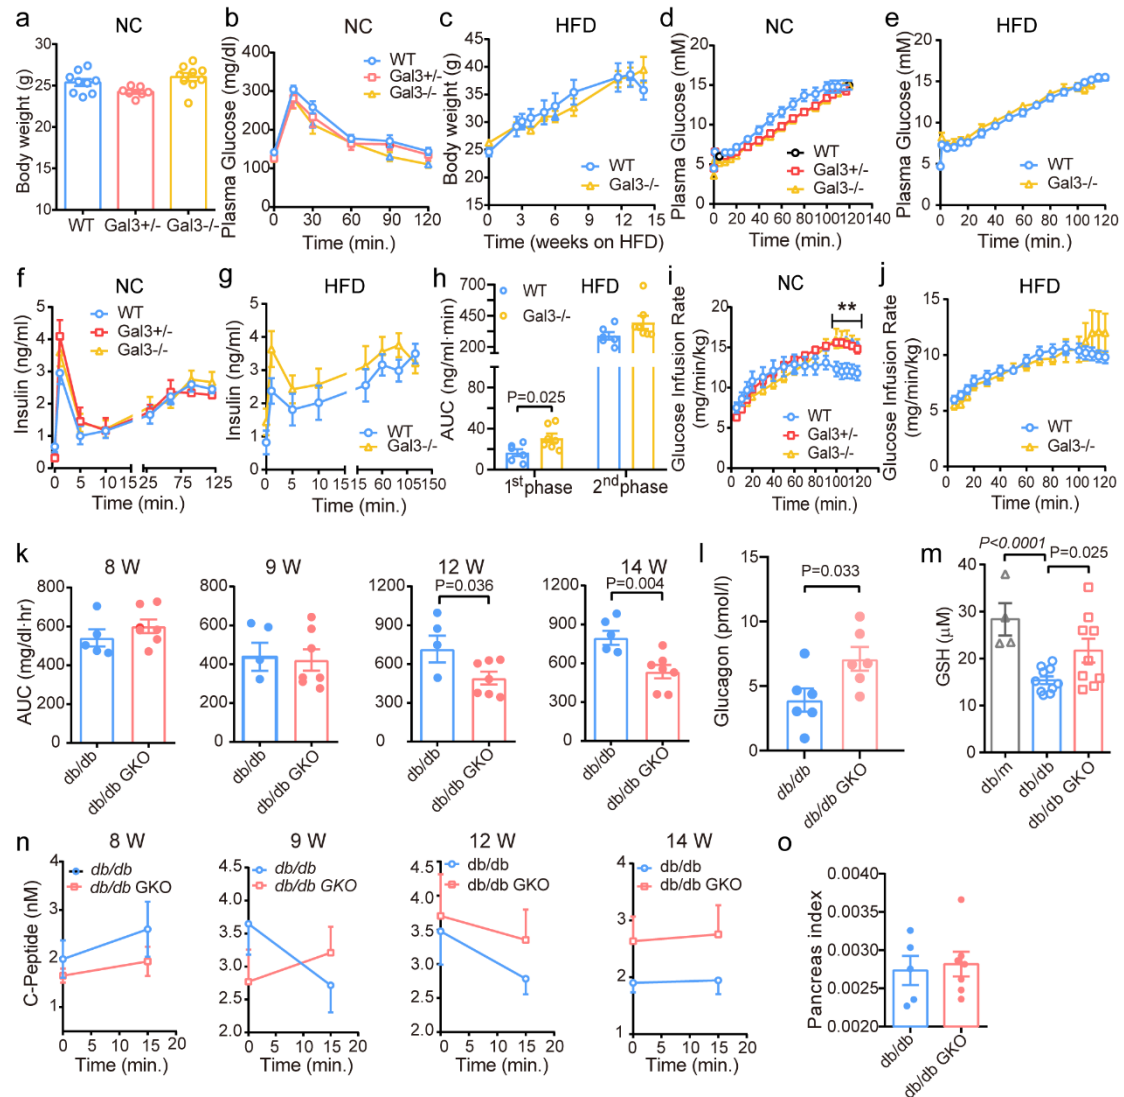 a
NC
Body weight (g)
30
25
20
15
10
WT Gal3+/- Gal3-/-
b
NC
Plasma Glucose (mg/dl)
400
300
200
100
0
0 30 60 90 120
Time (min.)
WT
Gal3+/-
Gal3-/-
c
HFD
Body weight (g)
45
40
35
30
25
20
15
0 2 4 6 8 10 12 14
Time (weeks on HFD)
WT
Gal3-/-
d
NC
Plasma Glucose (mM)
20
15
10
5
0
0 20 40 60 80 100 120 140
Time (min.)
WT
Gal3+/-
Gal3-/-
e
HFD
Plasma Glucose (mM)
20
15
10
5
0
0 20 40 60 80 100 120
Time (min.)
WT
Gal3-/-
f
NC
Insulin (ng/ml)
5
4
3
2
1
0
0 5 10 15 25 75 125
Time (min.)
WT
Gal3+/-
Gal3-/-
g
HFD
Insulin (ng/ml)
5
4
3
2
1
0
0 5 10 15 15 60 105 150
Time (min.)
WT
Gal3-/-
h
HFD
AUC (ng/ml·min)
700
500
300
100
60
40
20
0
P=0.025
1st phase 2nd phase
WT
Gal3-/-
i
NC
Glucose Infusion Rate
(mg/min/kg)
20
15
10
5
0
**
0 20 40 60 80 100 120
Time (min.)
WT
Gal3+/-
Gal3-/-
j
HFD
Glucose Infusion Rate
(mg/min/kg)
15
10
5
0
0 20 40 60 80 100 120
Time (min.)
WT
Gal3-/-
k
8 W
AUC (mg/dl·hr)
800
600
400
200
0
db/db
db/db GKO
9 W
800
600
400
200
0
db/db
db/db GKO
12 W
P=0.036
1200
900
600
300
0
db/db
db/db GKO
14 W
P=0.004
1200
900
600
300
0
db/db
db/db GKO
l
Glucagon (pmol/l)
15
10
5
0
P=0.033
db/db
db/db GKO
m
GSH (μM)
40
30
20
10
0
P<0.0001
P=0.025
db/m
db/db
db/db GKO
n
8 W
C-Peptide (nM)
4
3
2
1
db/db
db/db GKO
0 5 10 15 20
Time (min.)
9 W
4.5
4.0
3.5
3.0
2.5
2.0
db/db
db/db GKO
0 5 10 15 20
Time (min.)
12 W
4.5
4.0
3.5
3.0
2.5
2.0
db/db
db/db GKO
0 5 10 15 20
Time (min.)
14 W
4
3
2
1
db/db
db/db GKO
0 5 10 15 20
Time (min.)
o
Pancreas index
0.0040
0.0035
0.0030
0.0025
0.0020
db/db
db/db GKO